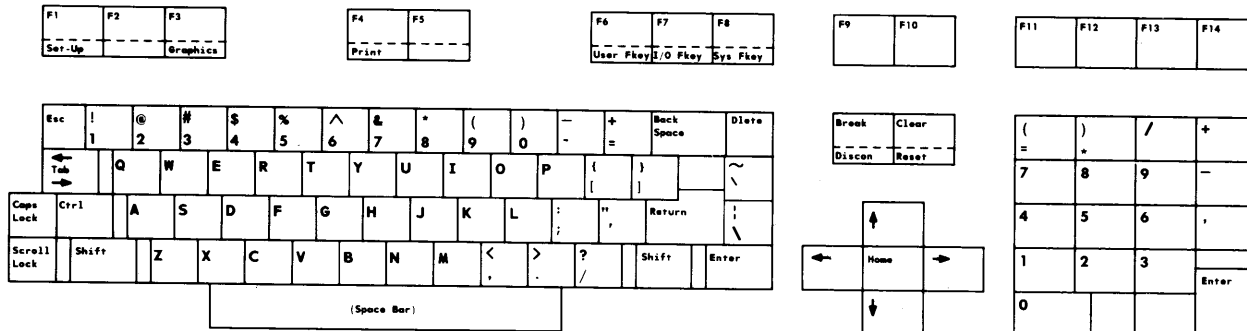 F1 F2 F3 F4 F5 F6 F7 F8 F9 F10 F11 F12 F13 F14
Set-Up Graphics Print User Fkey I/O Fkey Sys Fkey
Esc ! @ # $ % ^ & * ( ) — + Back Space Dlete
1 2 3 4 5 6 7 8 9 0 - =
← Tab → Q W E R T Y U I O P { [ } ] ~ \
Caps Lock Ctrl A S D F G H J K L : ; " ' Return ¦ \
Scroll Lock Shift Z X C V B N M < , > . ? / Shift Enter
(Space Bar)
Break Clear
Discon Reset
↑
← Home →
↓
( = ) * / +
7 8 9 —
4 5 6 ,
1 2 3 Enter
0